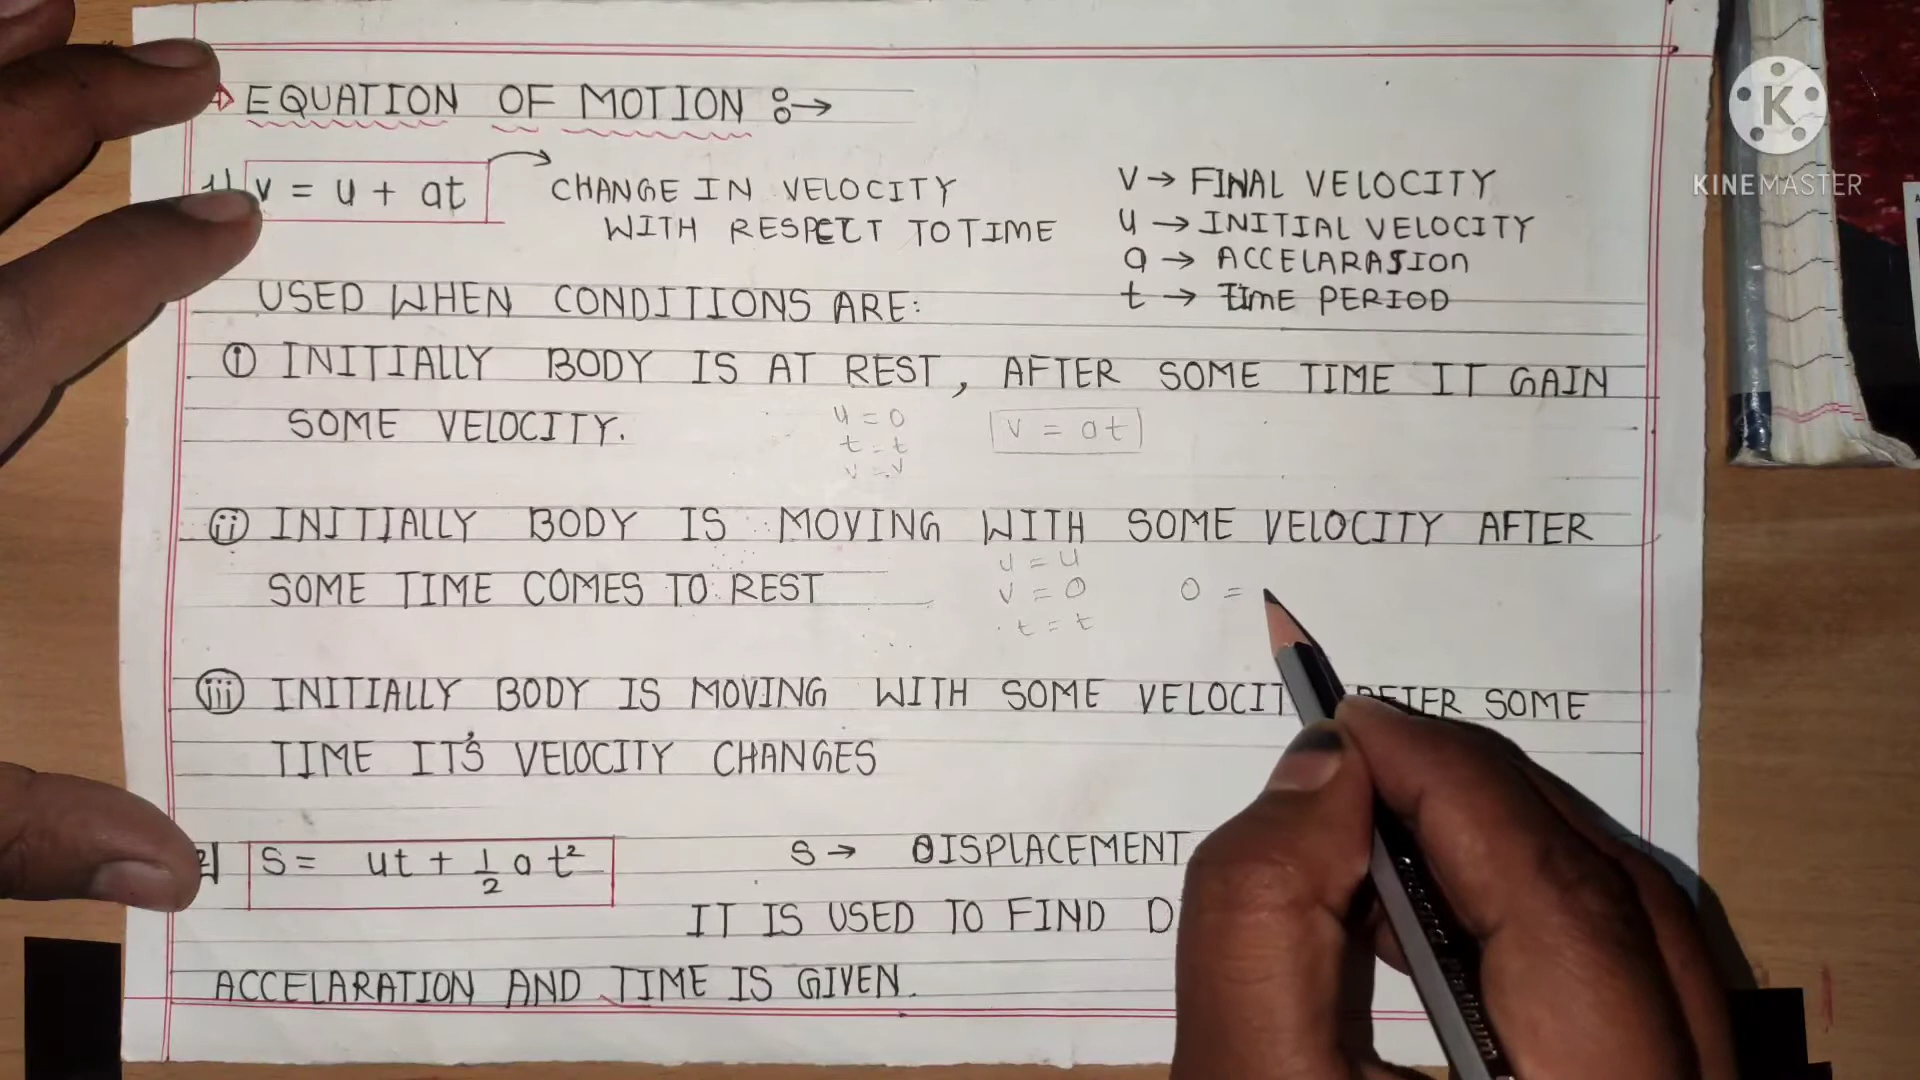 EQUATION OF MOTION :→
1) v = u + at
CHANGE IN VELOCITY
WITH RESPECT TO TIME
V → FINAL VELOCITY
u → INITIAL VELOCITY
a → ACCELARASION
t → TIME PERIOD
USED WHEN CONDITIONS ARE:
(i) INITIALLY BODY IS AT REST, AFTER SOME TIME IT GAIN
SOME VELOCITY.
u = 0
t = t
v = v
v = at
(ii) INITIALLY BODY IS MOVING WITH SOME VELOCITY AFTER
SOME TIME COMES TO REST
u = u
v = 0
t = t
0 =
(iii) INITIALLY BODY IS MOVING WITH SOME VELOCIT AFTER SOME
TIME IT'S VELOCITY CHANGES
2) S = ut + 1/2 a t²
S → DISPLACEMENT
IT IS USED TO FIND D
ACCELARATION AND TIME IS GIVEN.
K
KINEMASTER